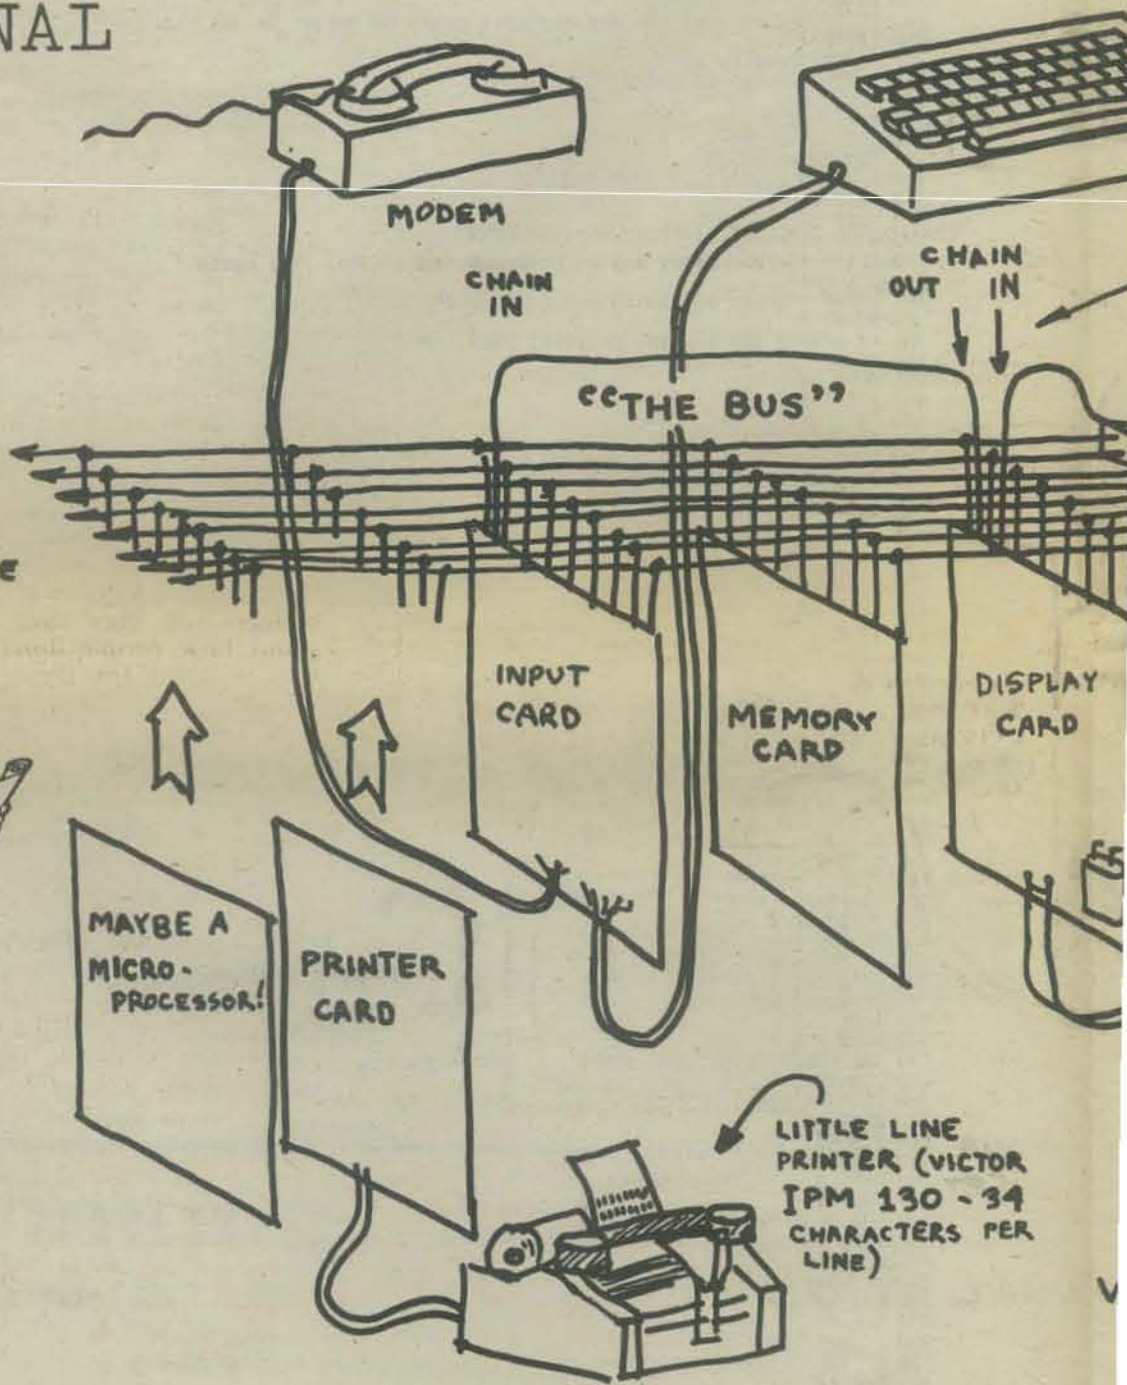 NAL
MODEM
CHAIN
IN
CHAIN
OUT IN
"THE BUS"
E
INPUT
CARD
MEMORY
CARD
DISPLAY
CARD
MAYBE A
MICRO-
PROCESSOR!
PRINTER
CARD
LITTLE LINE
PRINTER (VICTOR
IPM 130 - 34
CHARACTERS PER
LINE)